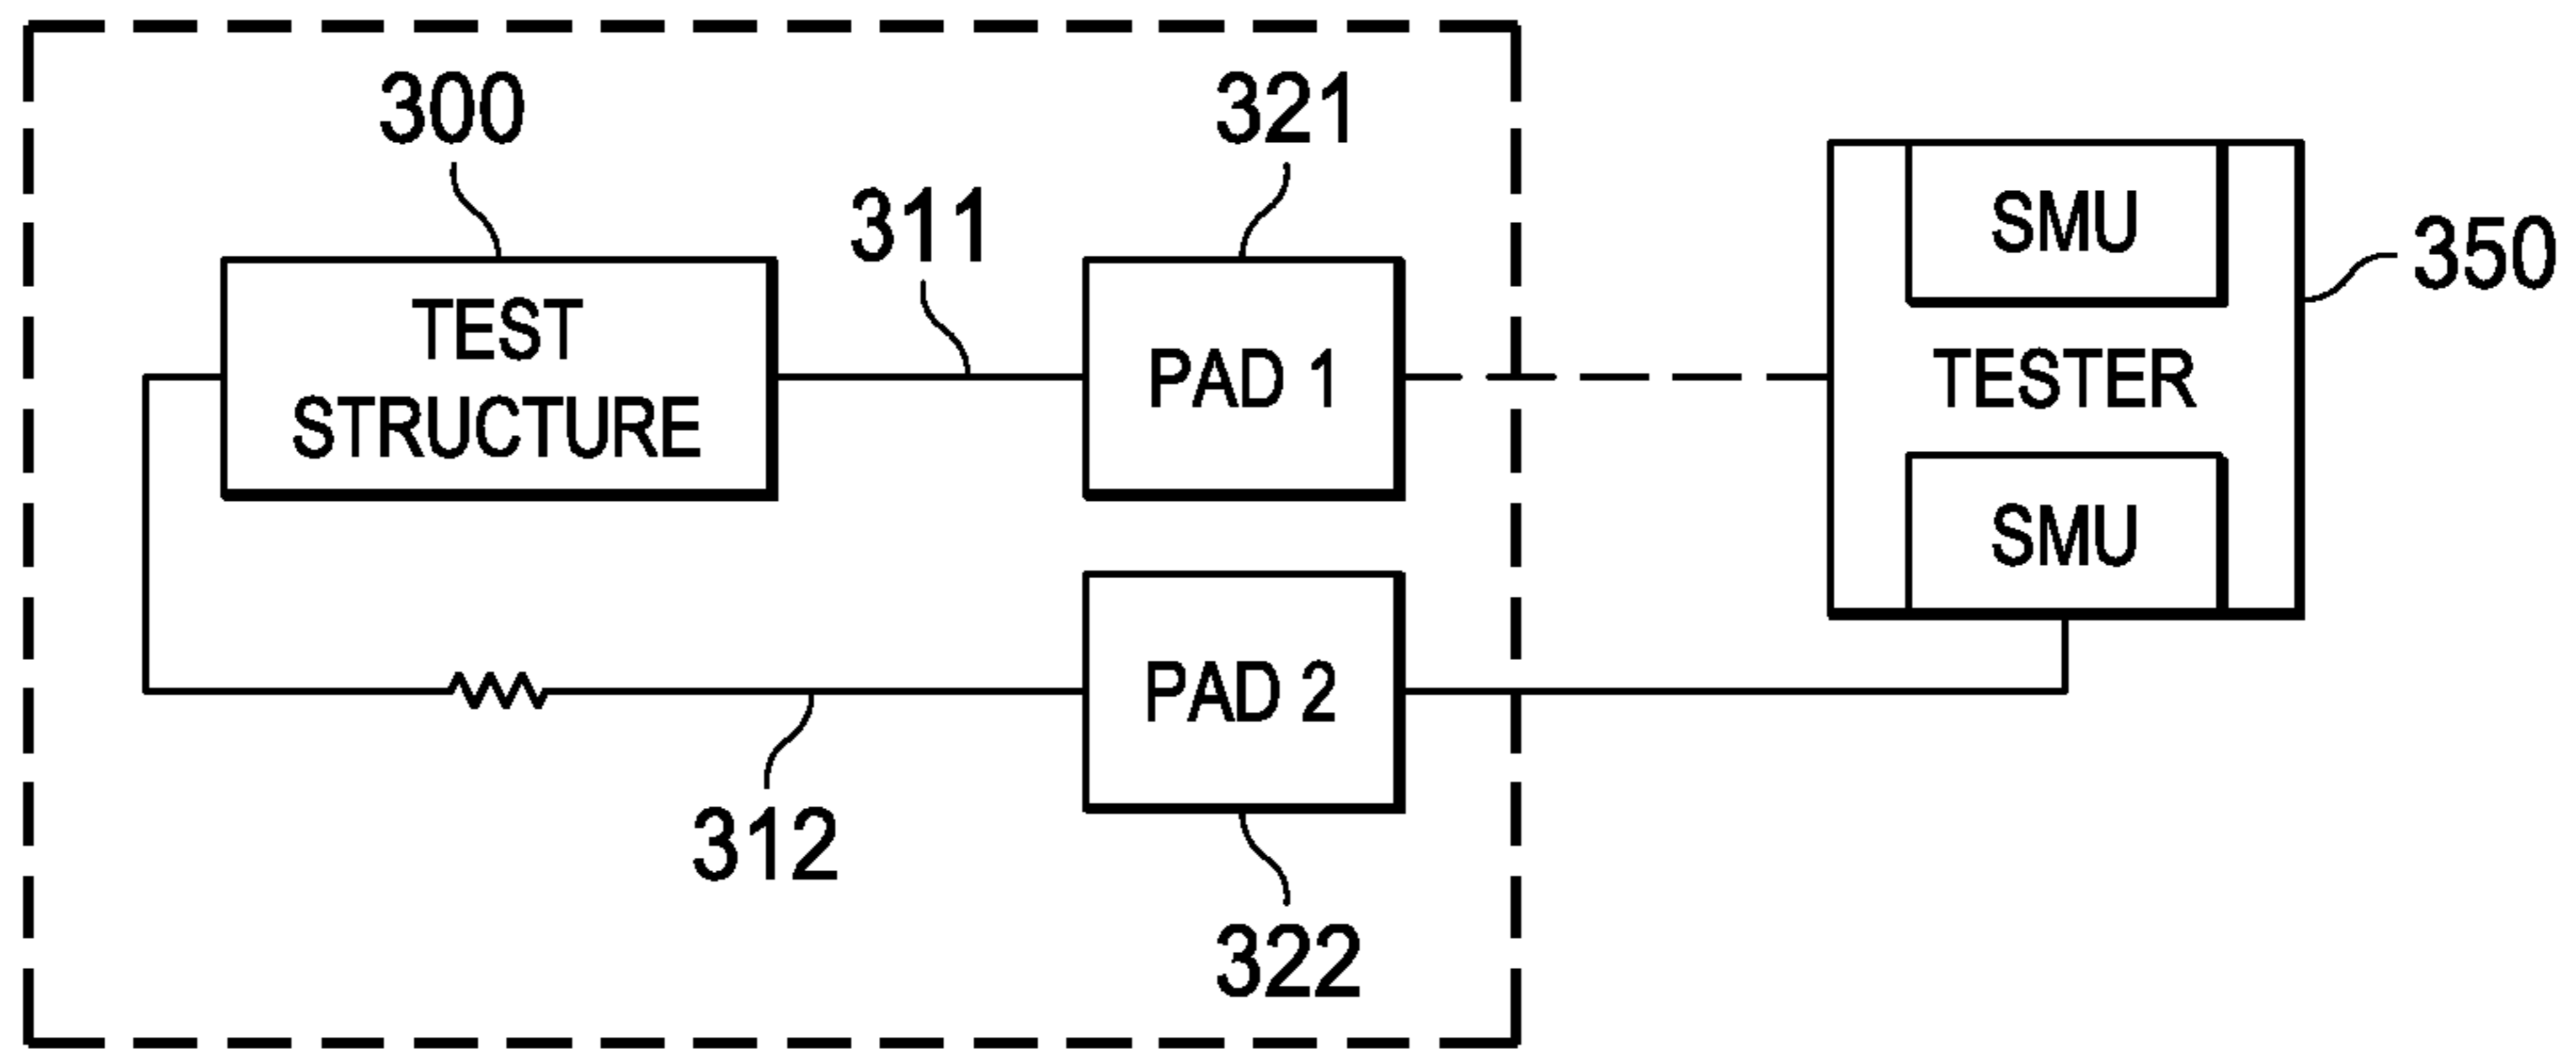 300
321
311
SMU
350
TEST
STRUCTURE
PAD 1
TESTER
SMU
PAD 2
312
322